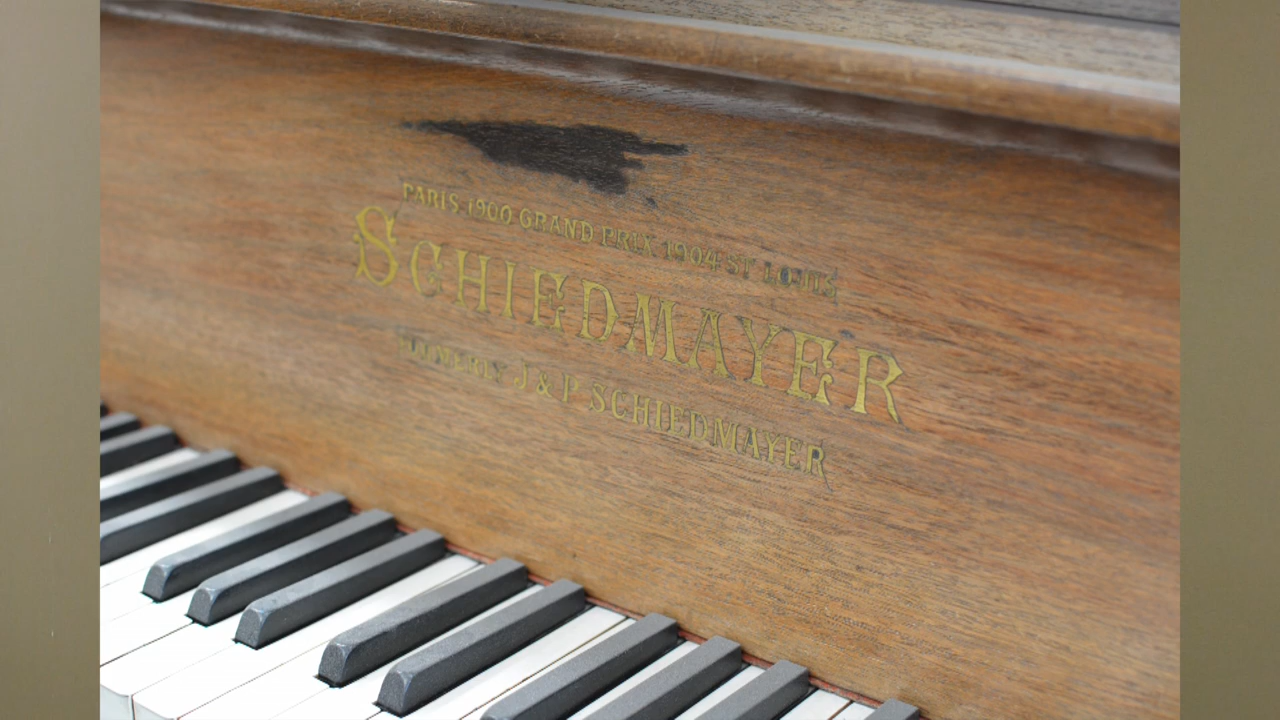 PARIS 1900 GRAND PRIX 1904 ST LOUIS
SCHIEDMAYER
FORMERLY J & P SCHIEDMAYER